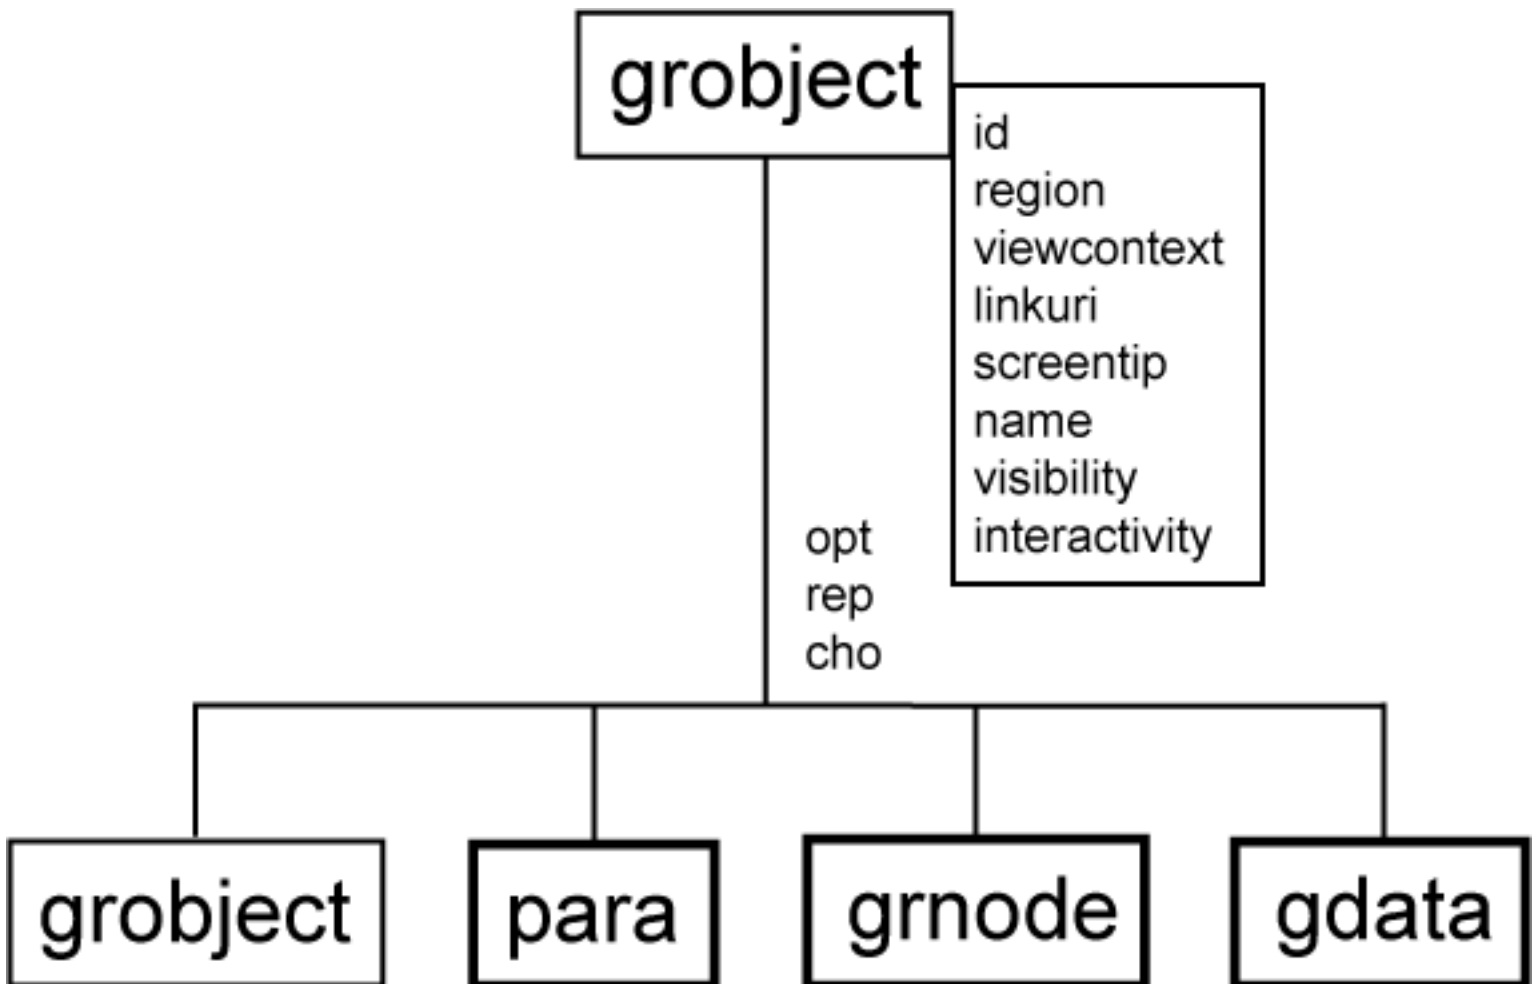 grobject
id
region
viewcontext
linkuri
screentip
name
visibility
interactivity
opt
rep
cho
grobject
para
grnode
gdata